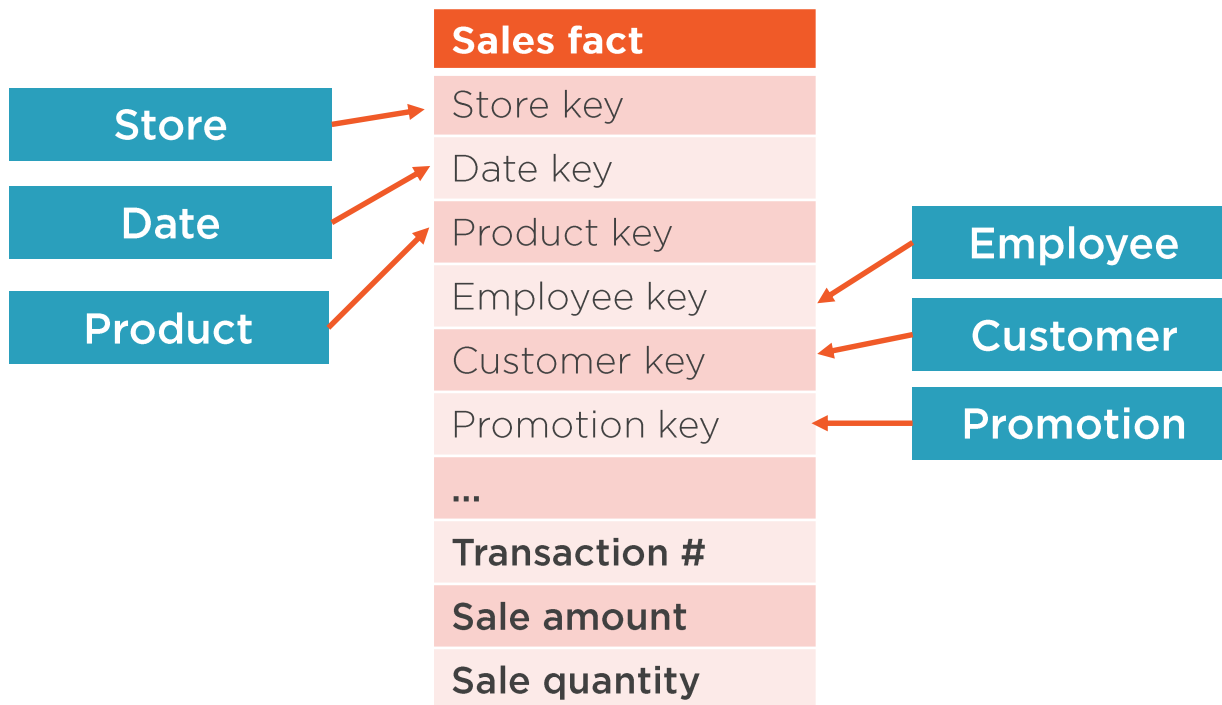 Sales fact
Store key
Date key
Product key
Employee key
Customer key
Promotion key
...
Transaction #
Sale amount
Sale quantity
Store
Date
Product
Employee
Customer
Promotion